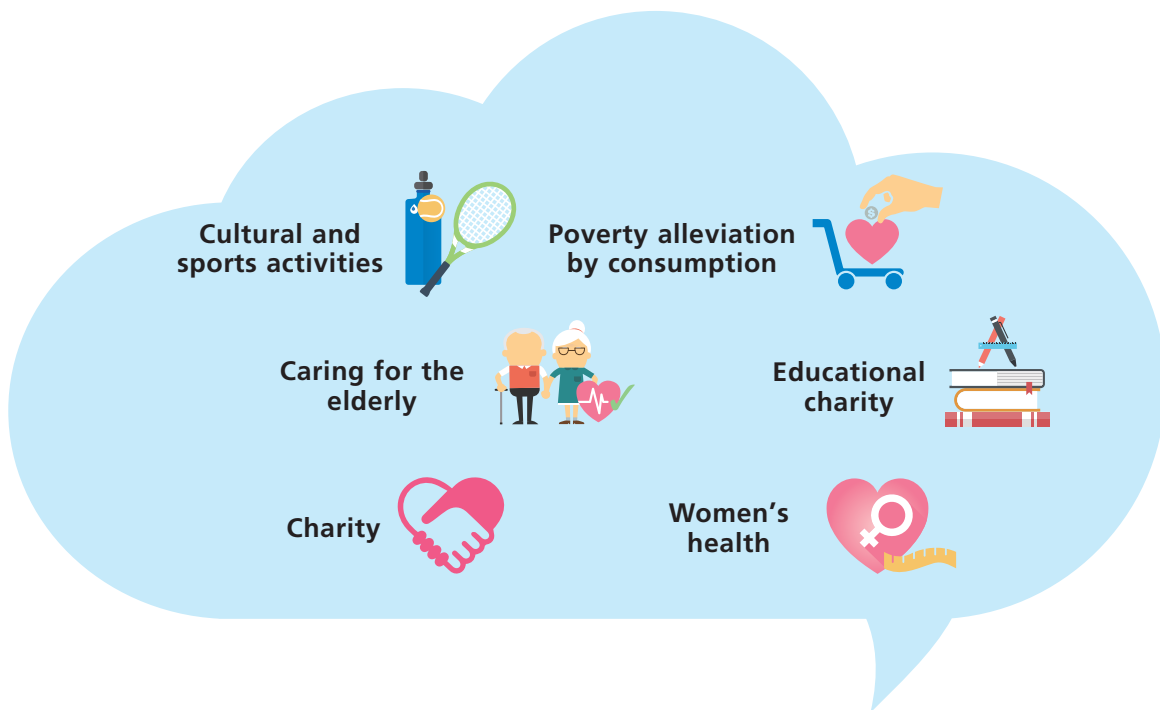 Cultural and
sports activities
Poverty alleviation
by consumption
$
Caring for the
elderly
Educational
charity
Charity
Women’s
health